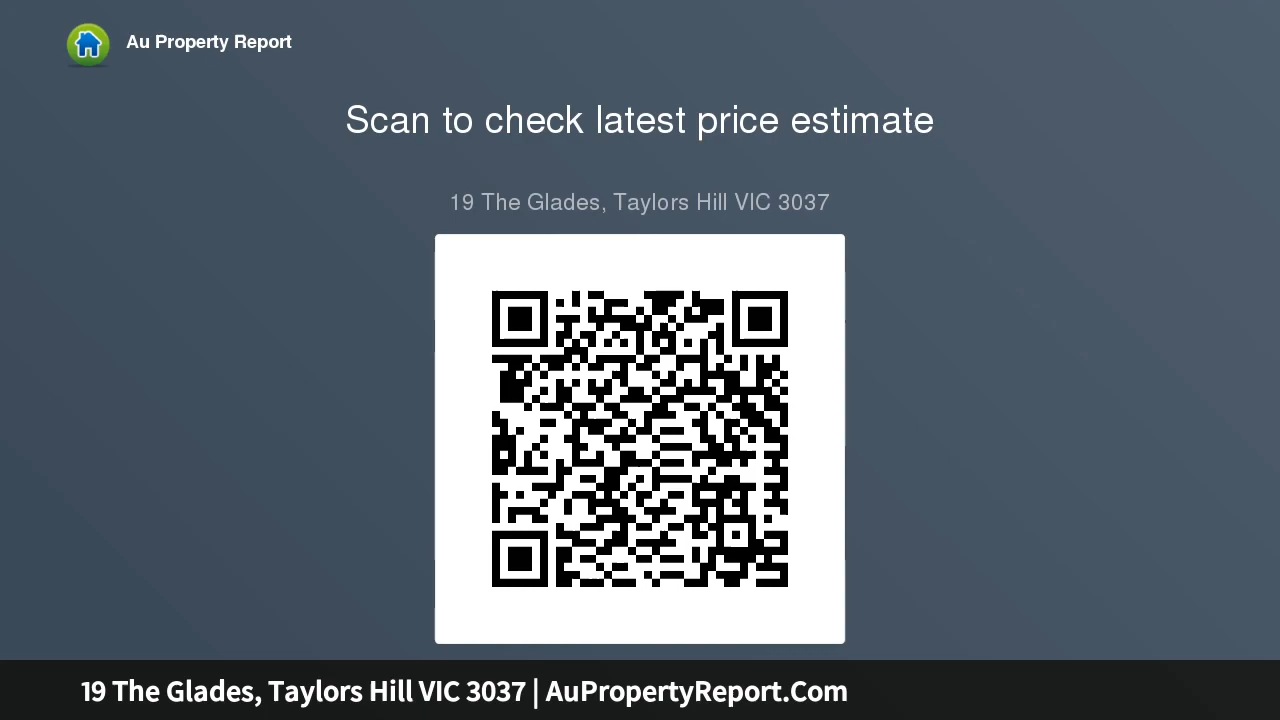 Au Property Report
Scan to check latest price estimate
19 The Glades, Taylors Hill VIC 3037
19 The Glades, Taylors Hill VIC 3037 | AuPropertyReport.Com